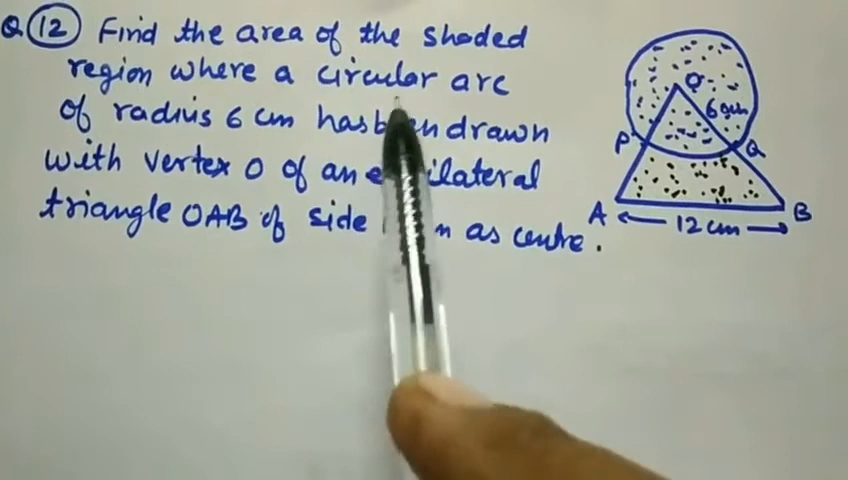 Q 12 Find the area of the shaded
region where a circular arc
of radius 6 cm has been drawn
with vertex O of an
triangle OAB of side as centre.
O
6 cm
P Q
A 12 cm B